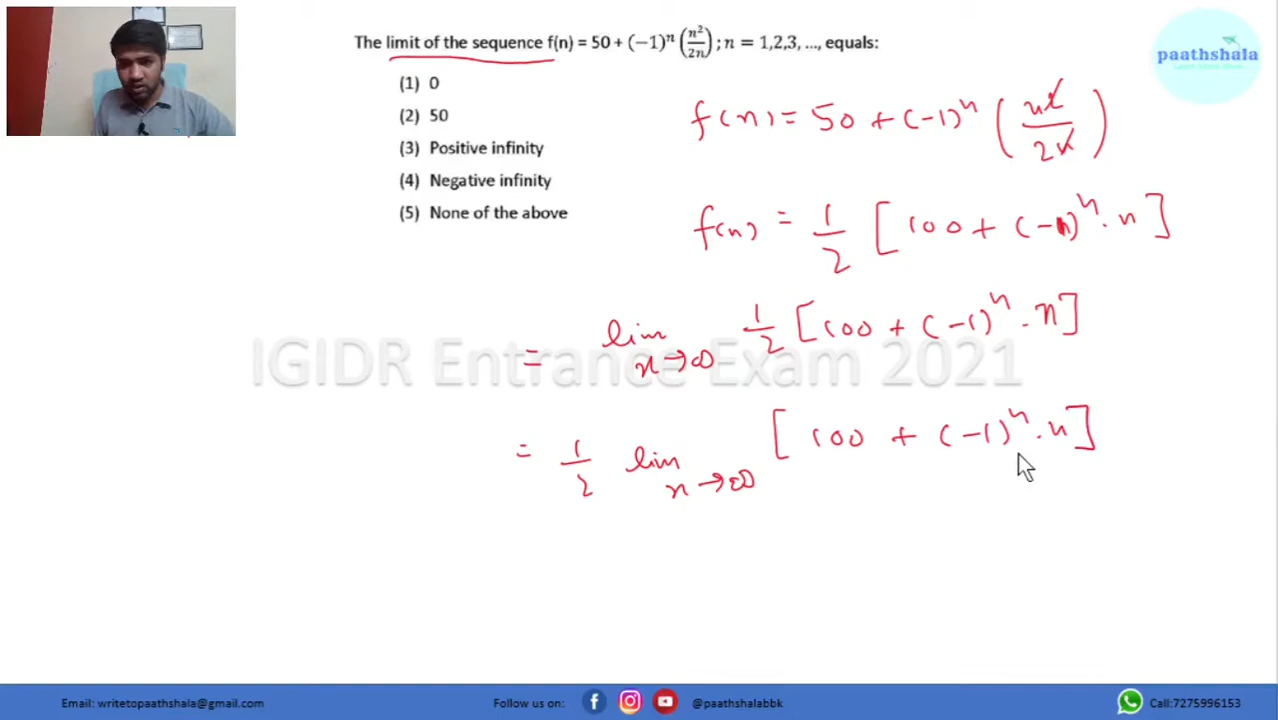 The limit of the sequence f(n) = 50 + (−1)ⁿ (n²/2n) ; n = 1,2,3, ..., equals:
(1) 0
(2) 50
(3) Positive infinity
(4) Negative infinity
(5) None of the above
paathshala
f(n) = 50 + (-1)ⁿ (n²/2n)
f(n) = 1/2 [100 + (-1)ⁿ . n]
= lim n→∞ 1/2 [100 + (-1)ⁿ . n]
IGIDR Entrance Exam 2021
= 1/2 lim n→∞ [100 + (-1)ⁿ . n]
Email: writetopaathshala@gmail.com
Follow us on:
@paathshalabbk
Call:7275996153